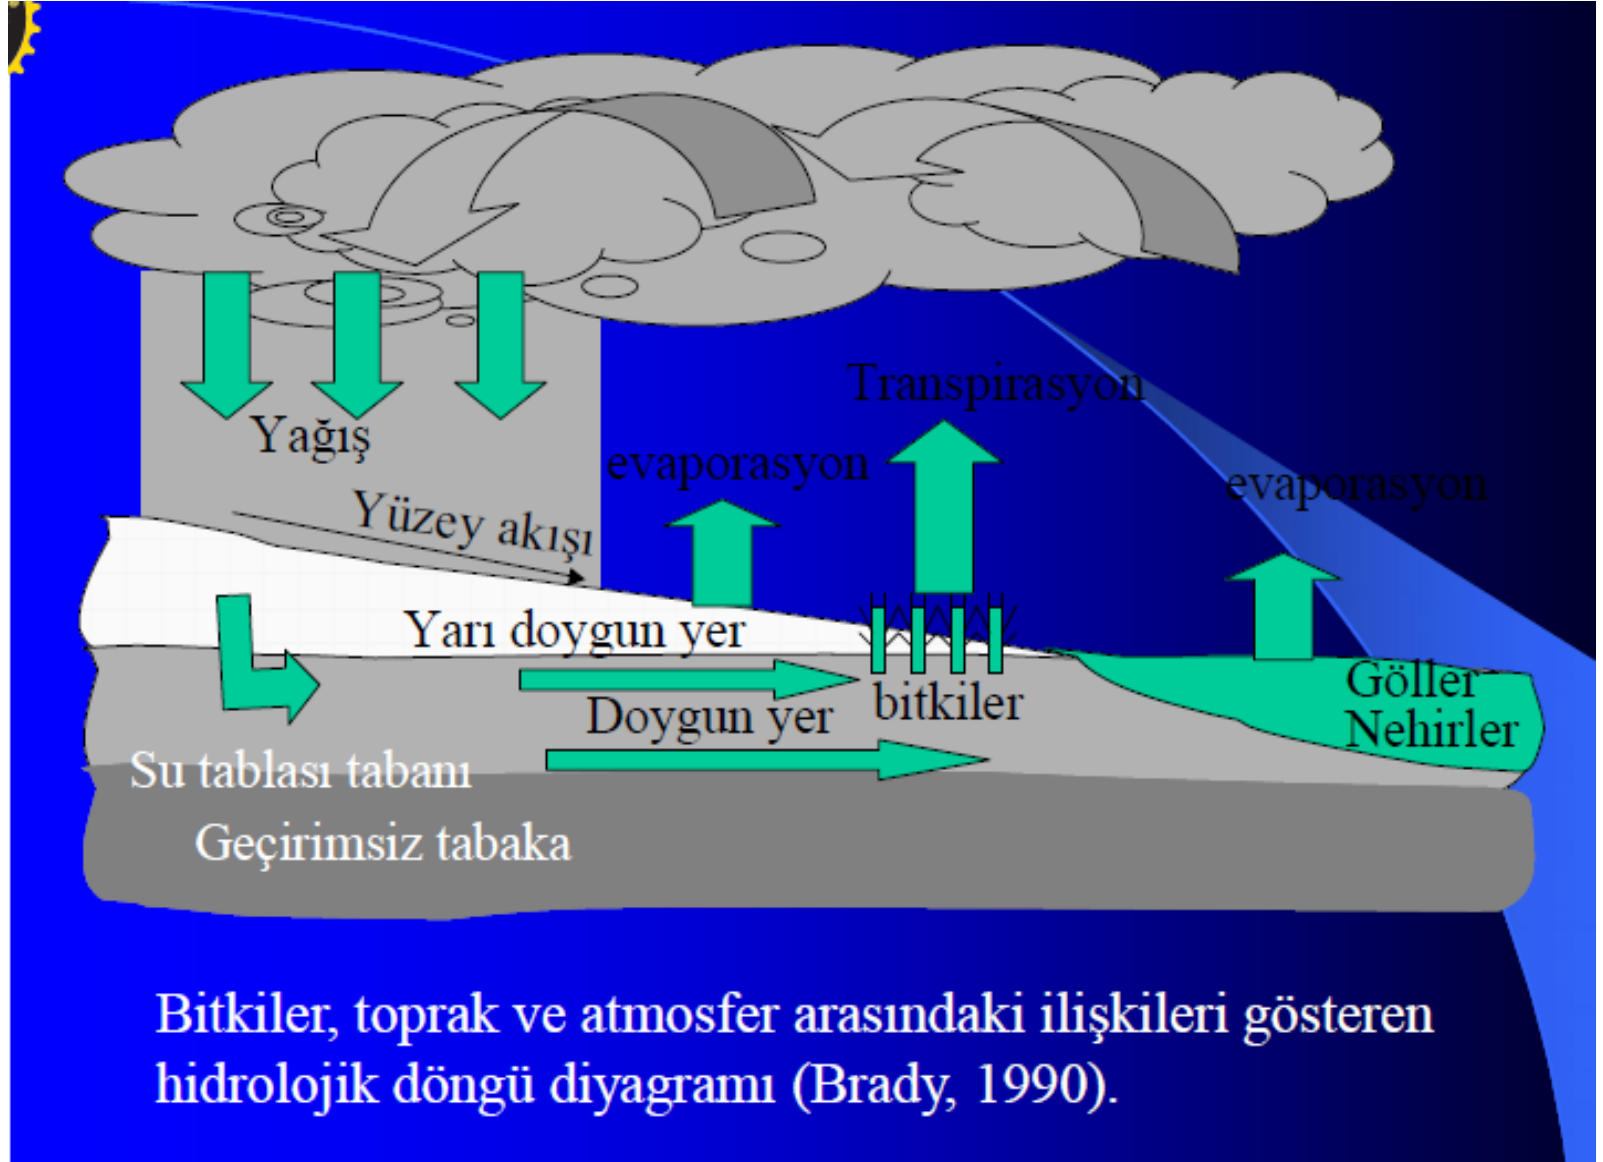 Transpirasyon
Yağış
evaporasyon
evaporasyon
Yüzey akışı
Yarı doygun yer
Göller
bitkiler
Doygun yer
Nehirler
Su tablası tabanı
Geçirimsiz tabaka
Bitkiler, toprak ve atmosfer arasındaki ilişkileri gösteren
hidrolojik döngü diyagramı (Brady, 1990).